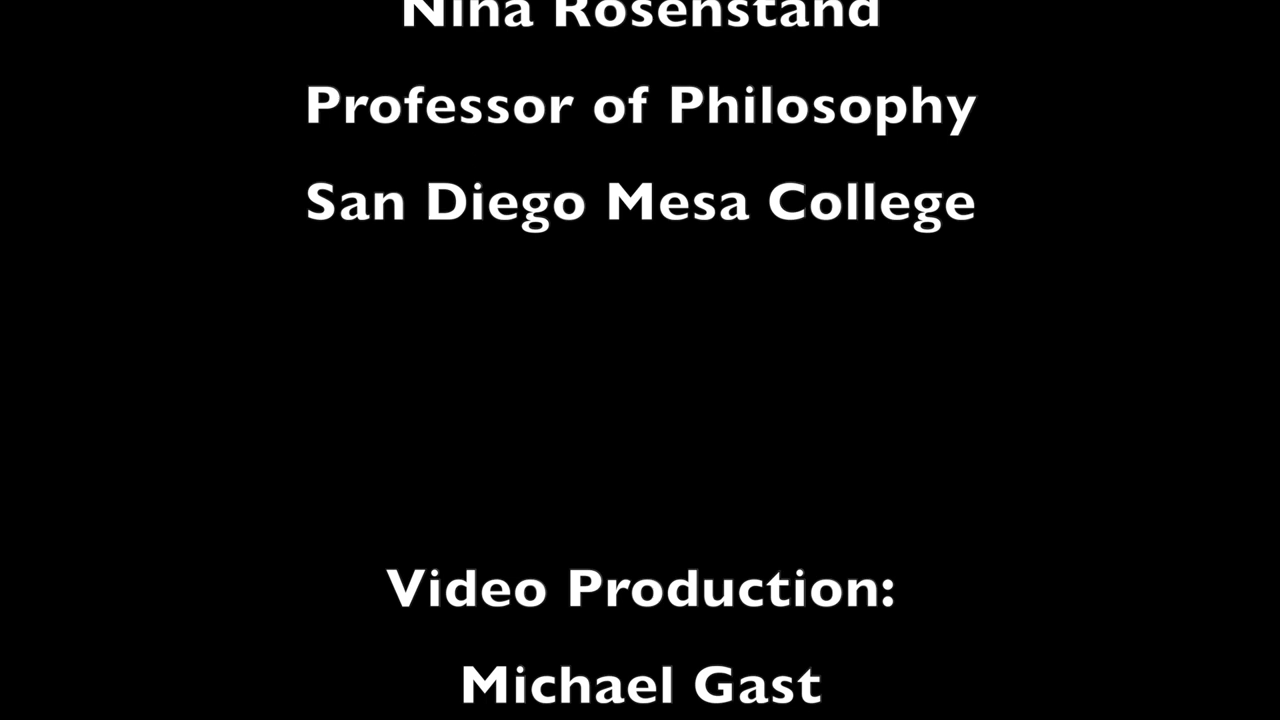 Nina Rosenstand
Professor of Philosophy
San Diego Mesa College
Video Production:
Michael Gast